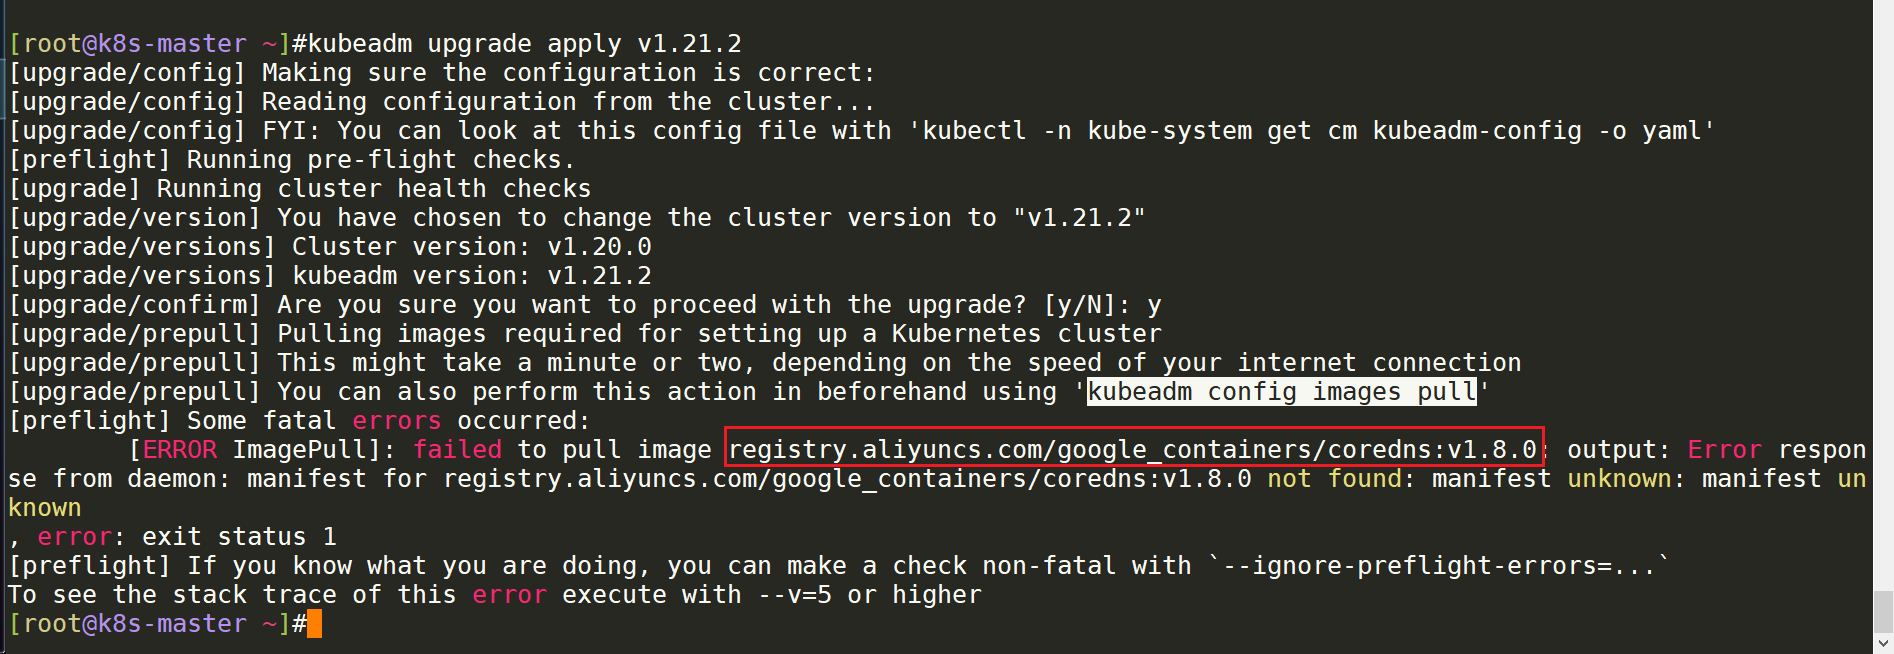 [root@k8s-master ~]#kubeadm upgrade apply v1.21.2
[upgrade/config] Making sure the configuration is correct:
[upgrade/config] Reading configuration from the cluster...
[upgrade/config] FYI: You can look at this config file with 'kubectl -n kube-system get cm kubeadm-config -o yaml'
[preflight] Running pre-flight checks.
[upgrade] Running cluster health checks
[upgrade/version] You have chosen to change the cluster version to "v1.21.2"
[upgrade/versions] Cluster version: v1.20.0
[upgrade/versions] kubeadm version: v1.21.2
[upgrade/confirm] Are you sure you want to proceed with the upgrade? [y/N]: y
[upgrade/prepull] Pulling images required for setting up a Kubernetes cluster
[upgrade/prepull] This might take a minute or two, depending on the speed of your internet connection
[upgrade/prepull] You can also perform this action in beforehand using 'kubeadm config images pull'
[preflight] Some fatal errors occurred:
[ERROR ImagePull]: failed to pull image registry.aliyuncs.com/google_containers/coredns:v1.8.0: output: Error respon
se from daemon: manifest for registry.aliyuncs.com/google_containers/coredns:v1.8.0 not found: manifest unknown: manifest un
known
, error: exit status 1
[preflight] If you know what you are doing, you can make a check non-fatal with `--ignore-preflight-errors=...`
To see the stack trace of this error execute with --v=5 or higher
[root@k8s-master ~]#